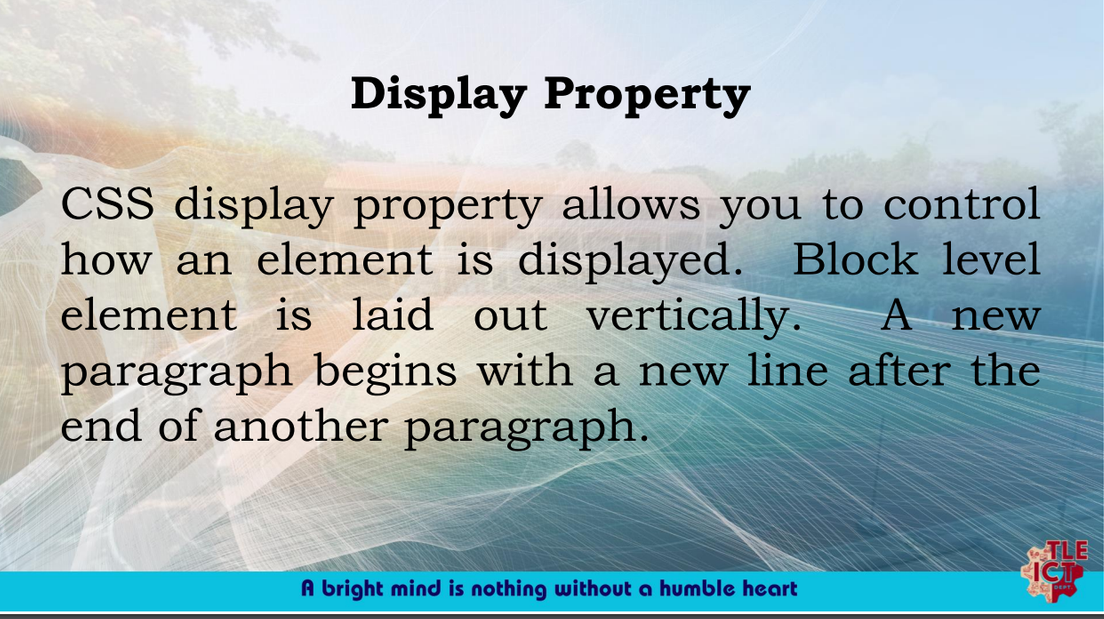 Display Property
CSS display property allows you to control
how an element is displayed. Block level
element is laid out vertically. A new
paragraph begins with a new line after the
end of another paragraph.
A bright mind is nothing without a humble heart
TLE
ICT
DEPT.